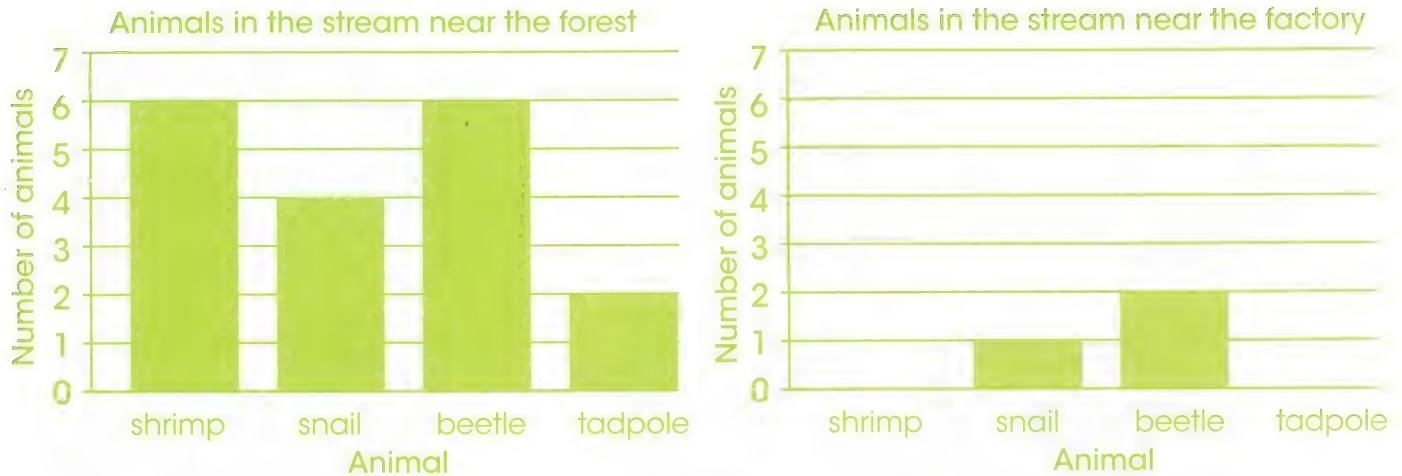 Animals in the stream near the forest
Number of animals
7
6
5
4
3
2
1
0
shrimp snail beetle tadpole
Animal
Animals in the stream near the factory
Number of animals
7
6
5
4
3
2
1
0
shrimp snail beetle tadpole
Animal